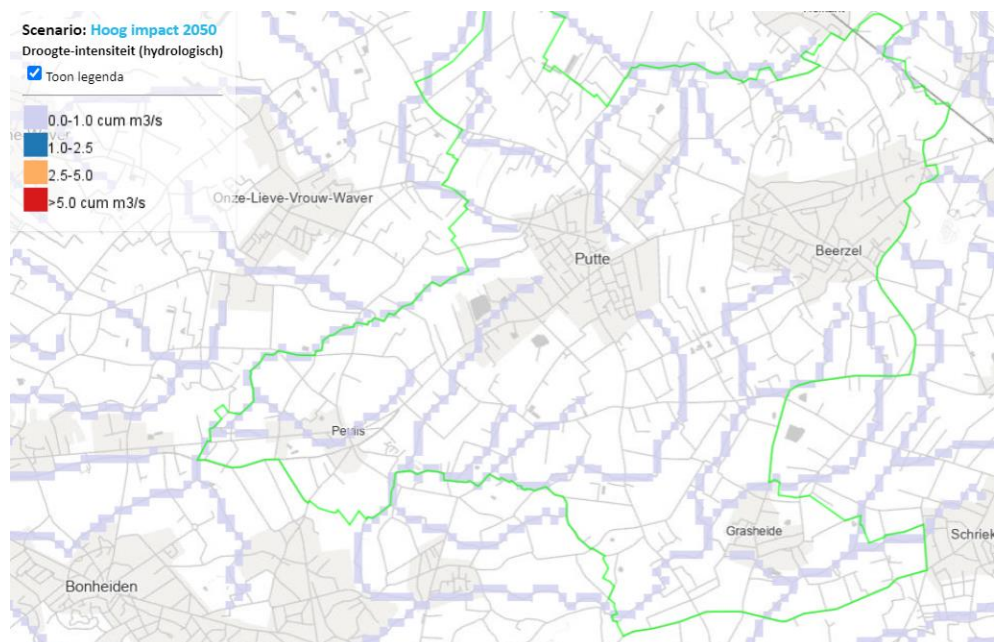 Scenario: Hoog impact 2050
Droogte-intensiteit (hydrologisch)
Toon legenda
0.0-1.0 cum m3/s
1.0-2.5
2.5-5.0
>5.0 cum m3/s
Onze-Lieve-Vrouw-Waver
Putte
Beerzel
Grasheide
Schriek
Bonheiden